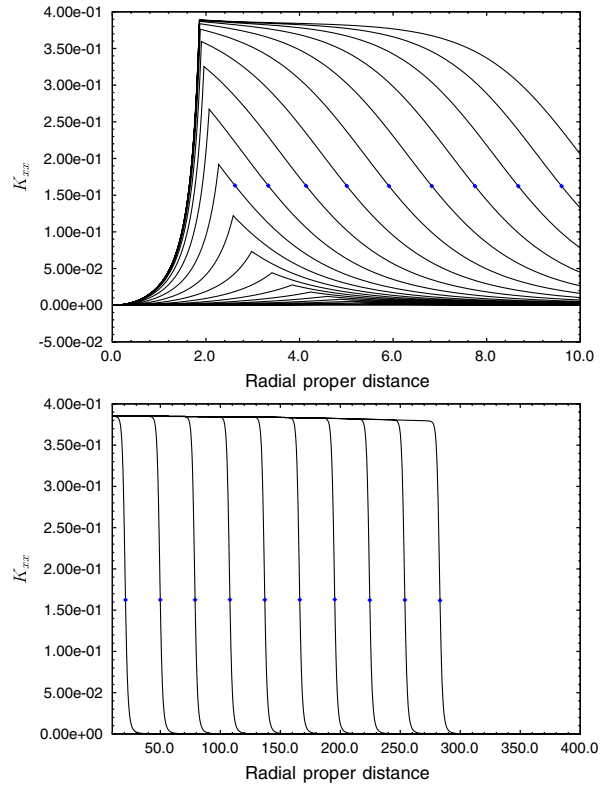 4.00e-01
3.50e-01
3.00e-01
2.50e-01
2.00e-01
1.50e-01
1.00e-01
5.00e-02
0.00e+00
-5.00e-02
K_{xx}
0.0 2.0 4.0 6.0 8.0 10.0
Radial proper distance
4.00e-01
3.50e-01
3.00e-01
2.50e-01
2.00e-01
1.50e-01
1.00e-01
5.00e-02
0.00e+00
K_{xx}
50.0 100.0 150.0 200.0 250.0 300.0 350.0 400.0
Radial proper distance